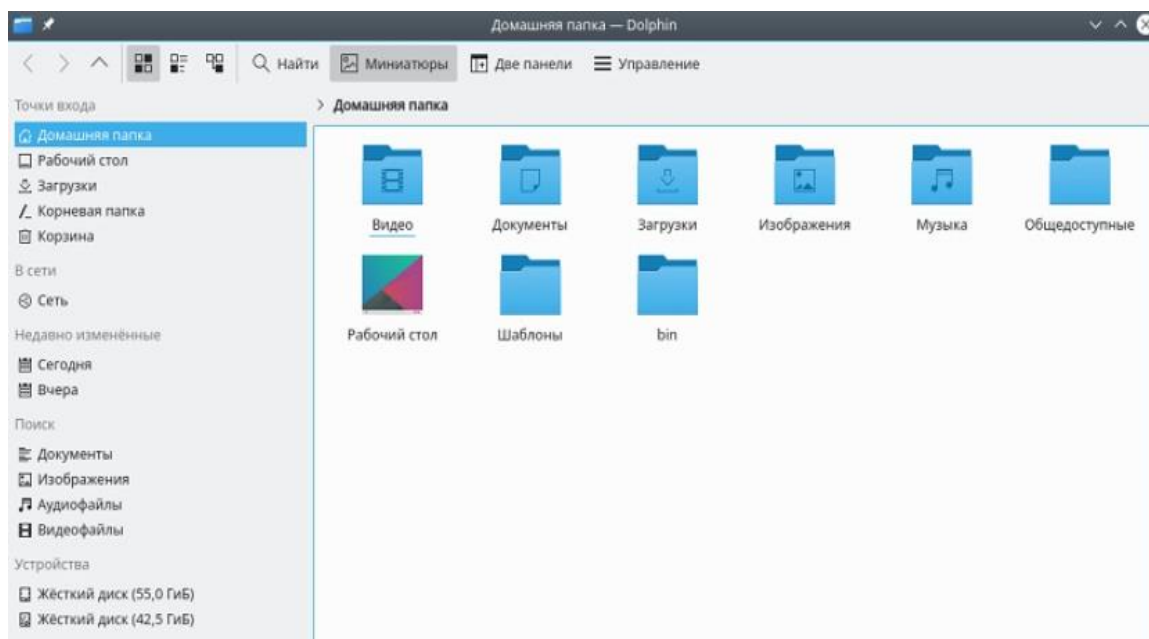 Домашняя папка — Dolphin
Найти Миниатюры Две панели Управление
Точки входа
Домашняя папка
Рабочий стол
Загрузки
Корневая папка
Корзина
В сети
Сеть
Недавно изменённые
Сегодня
Вчера
Поиск
Документы
Изображения
Аудиофайлы
Видеофайлы
Устройства
Жёсткий диск (55,0 ГиБ)
Жёсткий диск (42,5 ГиБ)
> Домашняя папка
Видео Документы Загрузки Изображения Музыка Общедоступные
Рабочий стол Шаблоны bin